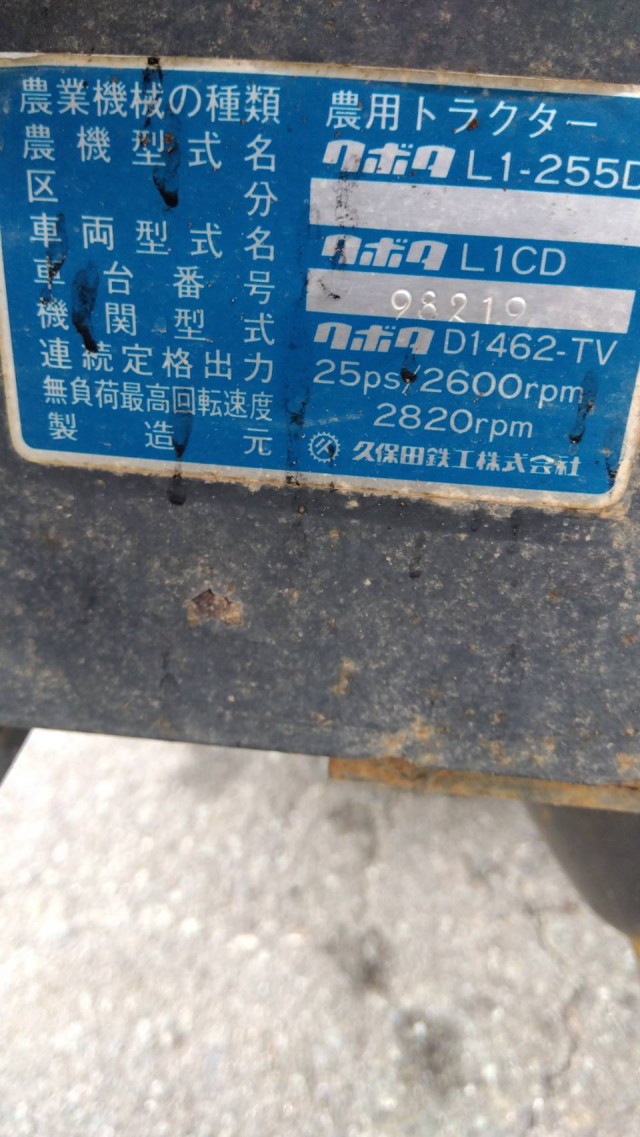 農業機械の種類 農用トラクター
農機型式名 クボタ L1-255D
区分
車両型式名 クボタ L1CD
車台番号 98219
機関型式 クボタ D1462-TV
連続定格出力 25ps/2600rpm
無負荷最高回転速度 2820rpm
製造元 久保田鉄工株式会社